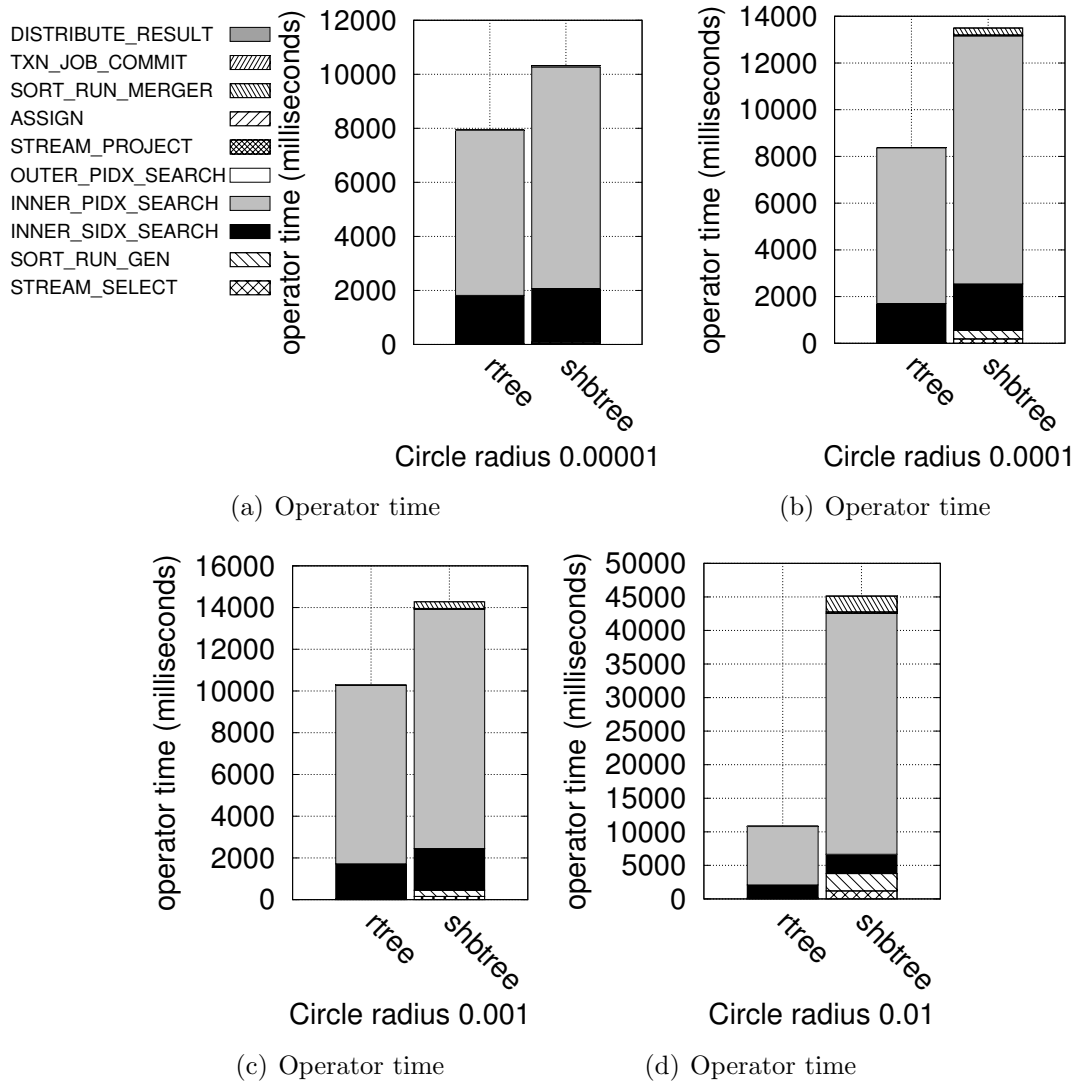 DISTRIBUTE_RESULT
TXN_JOB_COMMIT
SORT_RUN_MERGER
ASSIGN
STREAM_PROJECT
OUTER_PIDX_SEARCH
INNER_PIDX_SEARCH
INNER_SIDX_SEARCH
SORT_RUN_GEN
STREAM_SELECT
operator time (milliseconds)
12000
10000
8000
6000
4000
2000
0
rtree
shbtree
Circle radius 0.00001
(a) Operator time
operator time (milliseconds)
14000
12000
10000
8000
6000
4000
2000
0
rtree
shbtree
Circle radius 0.0001
(b) Operator time
operator time (milliseconds)
16000
14000
12000
10000
8000
6000
4000
2000
0
rtree
shbtree
Circle radius 0.001
(c) Operator time
operator time (milliseconds)
50000
45000
40000
35000
30000
25000
20000
15000
10000
5000
0
rtree
shbtree
Circle radius 0.01
(d) Operator time